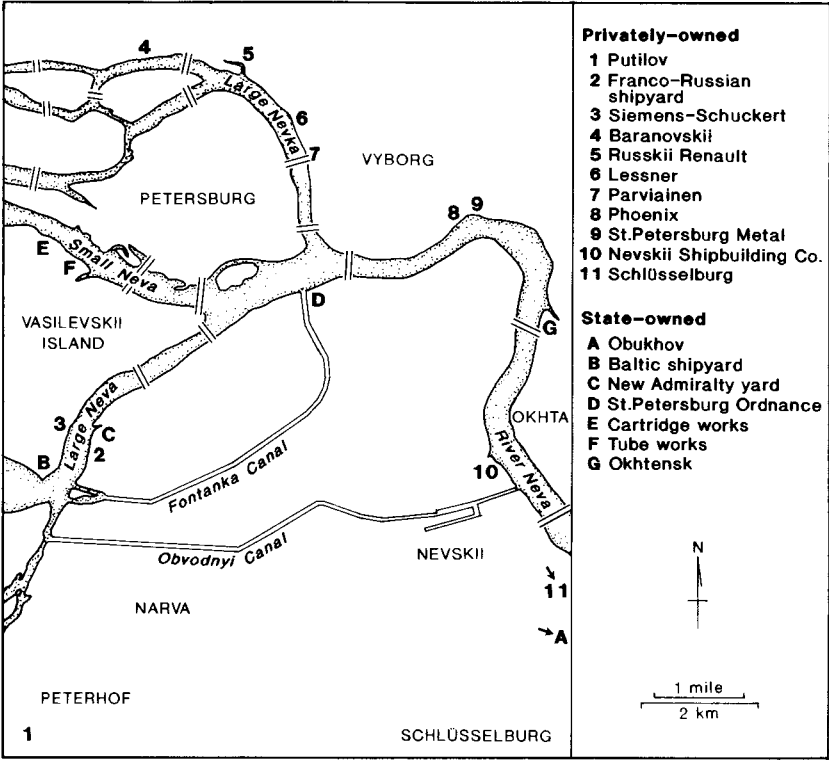 4
5
Large Nevka
6
7
VYBORG
PETERSBURG
8
9
E
Small Neva
F
D
G
VASILEVSKII
ISLAND
3
Large Neva
C
2
B
OKHTA
River Neva
10
Fontanka Canal
Obvodnyi Canal
NEVSKII
11
NARVA
A
PETERHOF
1
SCHLÜSSELBURG
Privately-owned
1 Putilov
2 Franco-Russian
shipyard
3 Siemens-Schuckert
4 Baranovskii
5 Russkii Renault
6 Lessner
7 Parviainen
8 Phoenix
9 St.Petersburg Metal
10 Nevskii Shipbuilding Co.
11 Schlüsselburg
State-owned
A Obukhov
B Baltic shipyard
C New Admiralty yard
D St.Petersburg Ordnance
E Cartridge works
F Tube works
G Okhtensk
N
1 mile
2 km